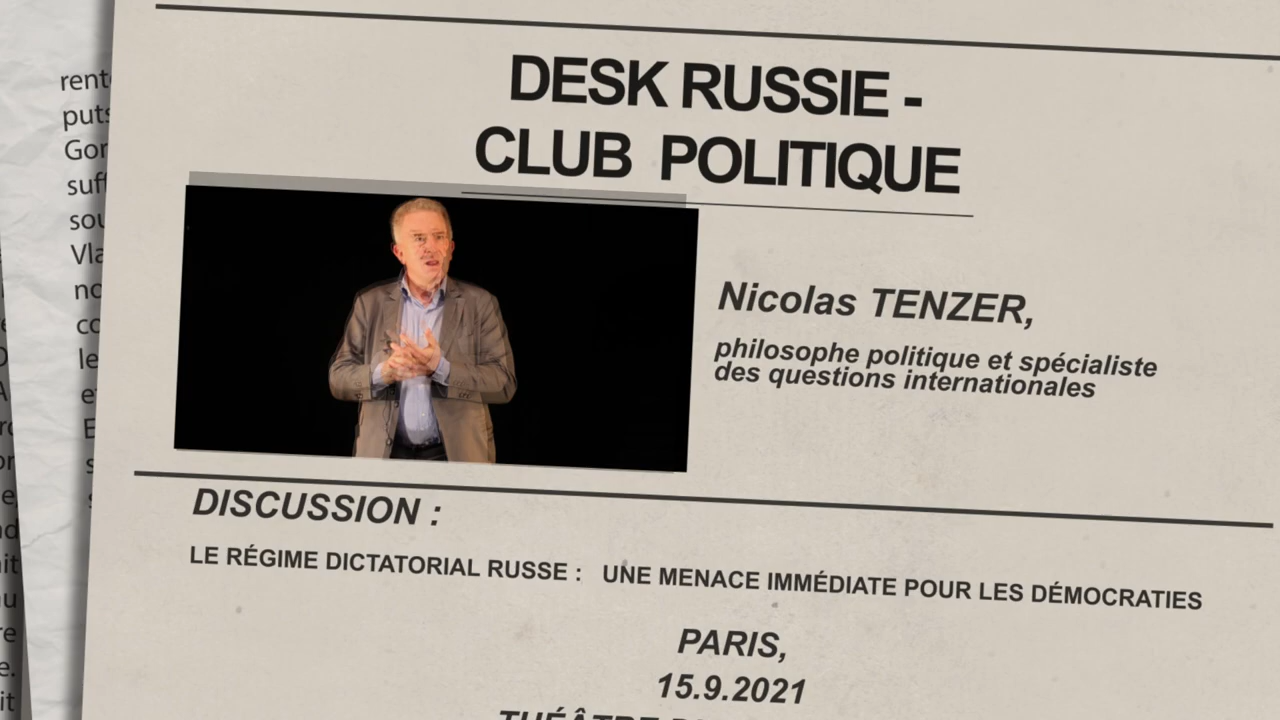 DESK RUSSIE -
CLUB POLITIQUE
Nicolas TENZER,
philosophe politique et spécialiste
des questions internationales
DISCUSSION :
LE RÉGIME DICTATORIAL RUSSE : UNE MENACE IMMÉDIATE POUR LES DÉMOCRATIES
PARIS,
15.9.2021
THÉÂTRE